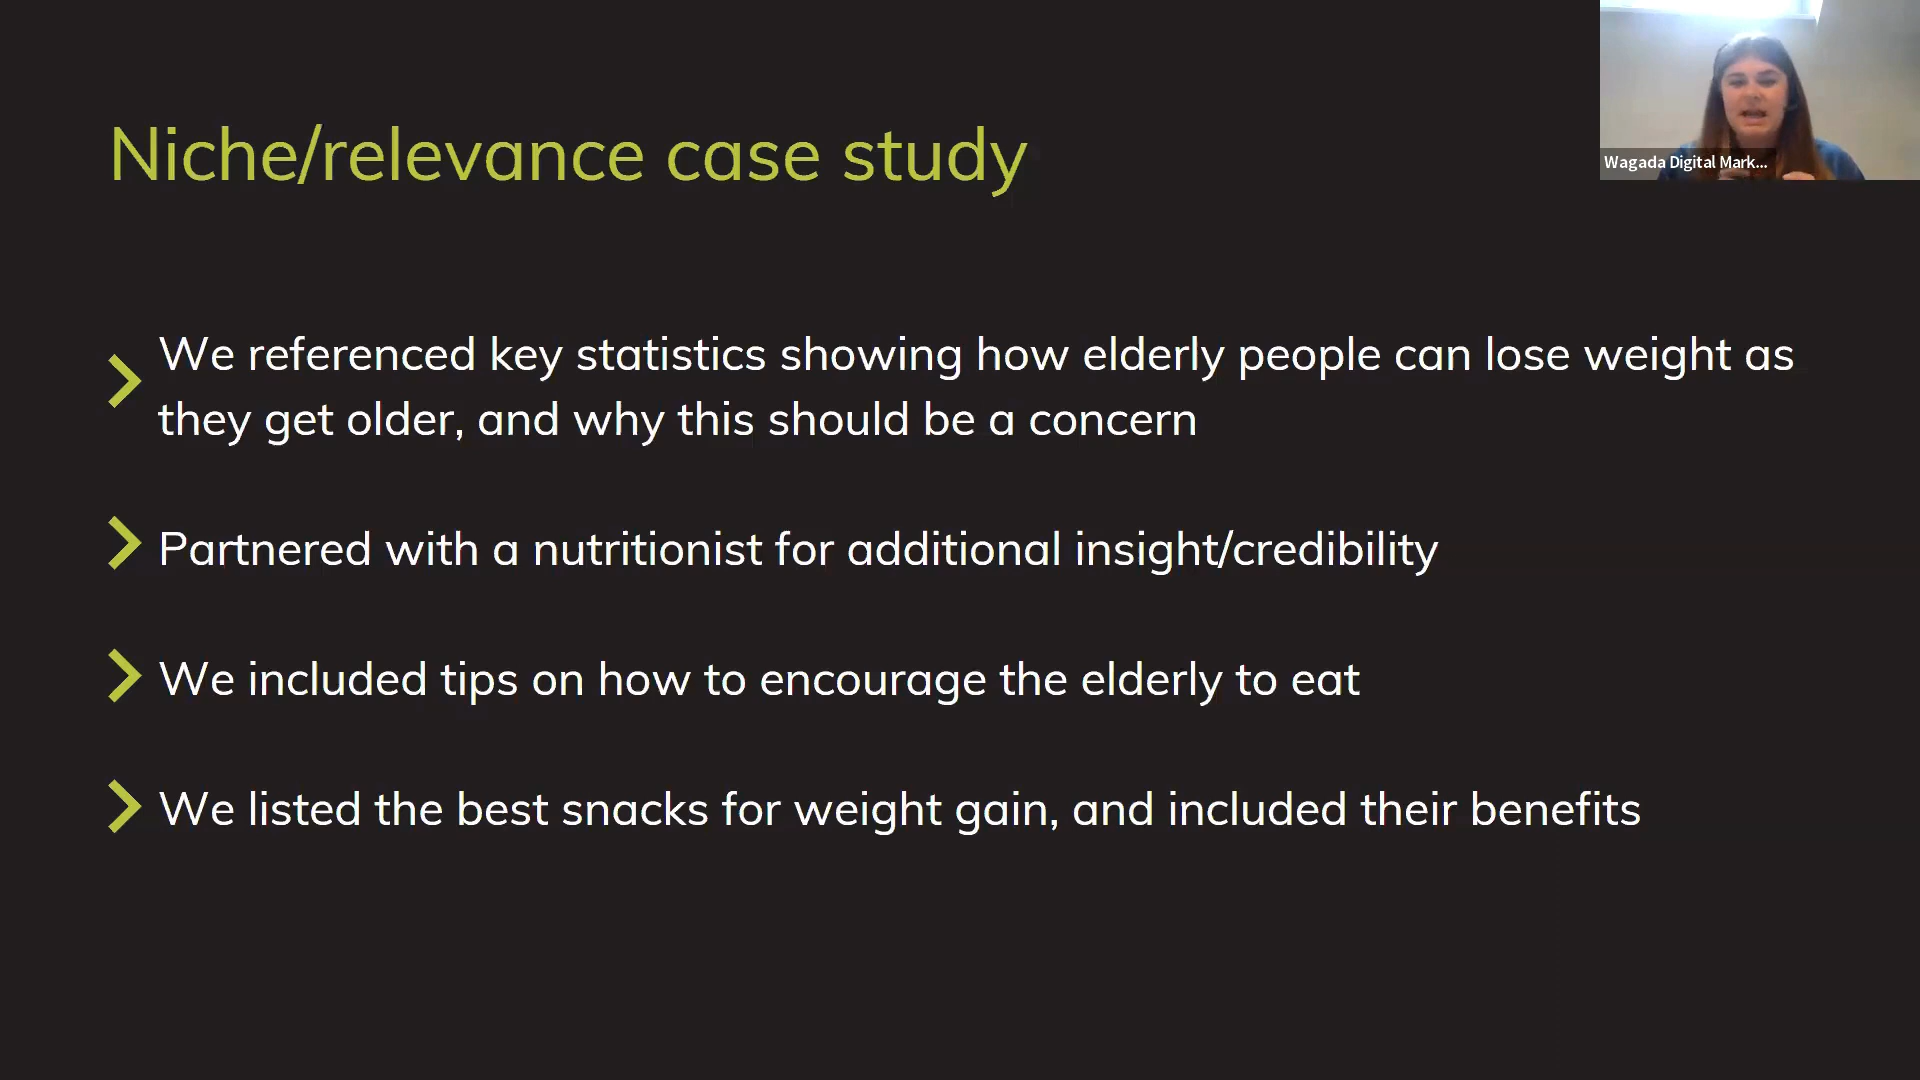 Niche/relevance case study
Wagada Digital Mark...
We referenced key statistics showing how elderly people can lose weight as
they get older, and why this should be a concern
Partnered with a nutritionist for additional insight/credibility
We included tips on how to encourage the elderly to eat
We listed the best snacks for weight gain, and included their benefits